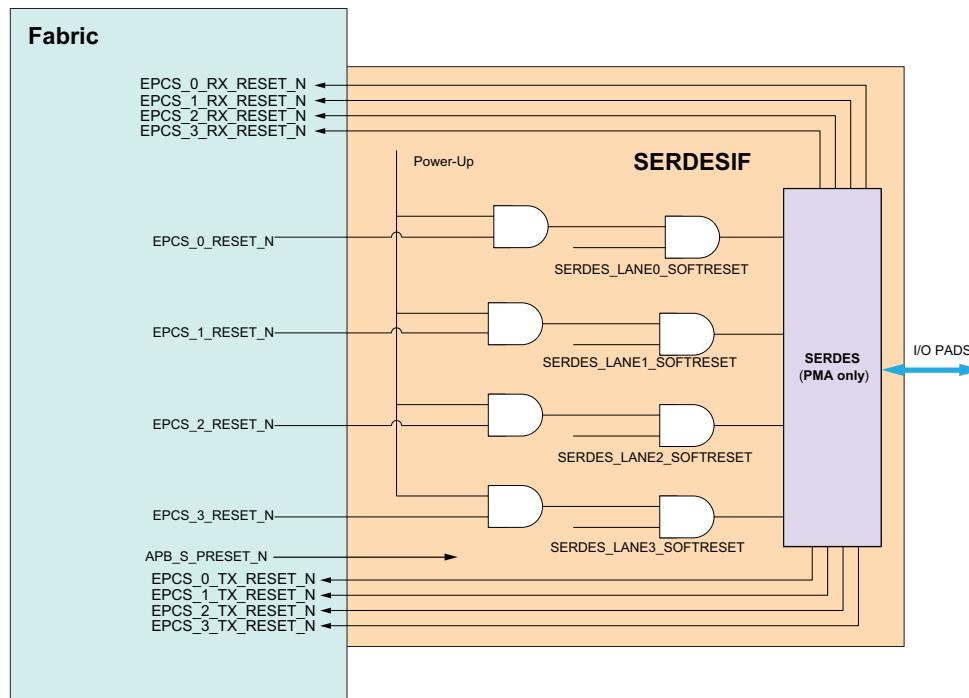 Fabric
EPCS_0_RX_RESET_N
EPCS_1_RX_RESET_N
EPCS_2_RX_RESET_N
EPCS_3_RX_RESET_N
Power-Up
SERDESIF
EPCS_0_RESET_N
SERDES_LANE0_SOFTRESET
EPCS_1_RESET_N
SERDES_LANE1_SOFTRESET
SERDES
(PMA only)
I/O PADS
EPCS_2_RESET_N
SERDES_LANE2_SOFTRESET
EPCS_3_RESET_N
SERDES_LANE3_SOFTRESET
APB_S_PRESET_N
EPCS_0_TX_RESET_N
EPCS_1_TX_RESET_N
EPCS_2_TX_RESET_N
EPCS_3_TX_RESET_N